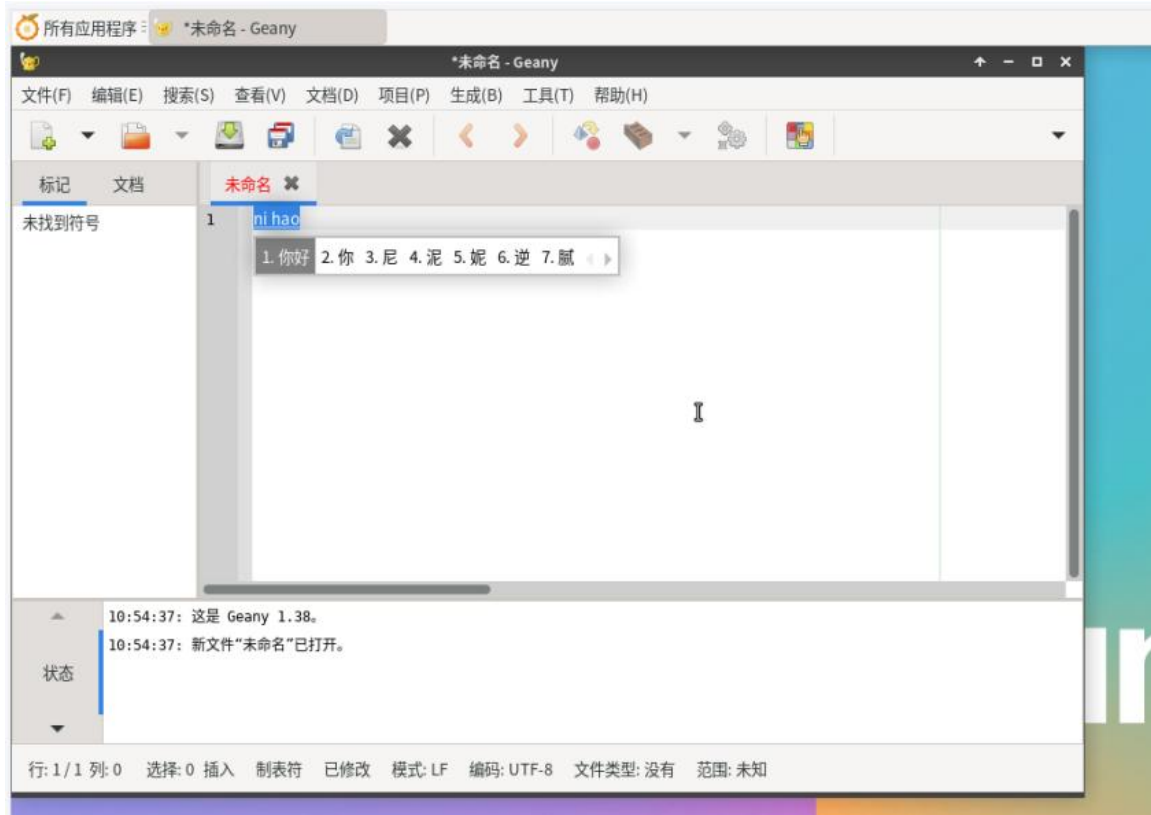 所有应用程序
*未命名 - Geany
*未命名 - Geany
文件(F) 编辑(E) 搜索(S) 查看(V) 文档(D) 项目(P) 生成(B) 工具(T) 帮助(H)
标记 文档 未命名
未找到符号
1 ni hao
1. 你好 2. 你 3. 尼 4. 泥 5. 妮 6. 逆 7. 腻
10:54:37: 这是 Geany 1.38。
10:54:37: 新文件“未命名”已打开。
状态
行: 1 / 1 列: 0 选择: 0 插入 制表符 已修改 模式: LF 编码: UTF-8 文件类型: 没有 范围: 未知